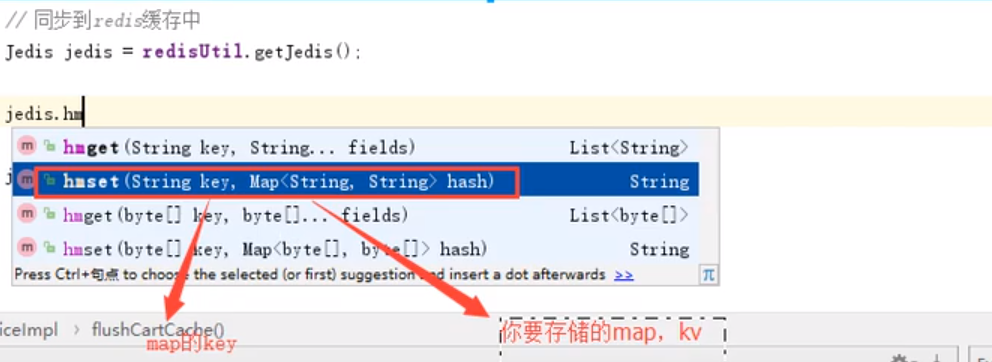 // 同步到redis缓存中
Jedis jedis = redisUtil.getJedis();
jedis.hm
m hmget(String key, String... fields) List<String>
j
m hmset(String key, Map<String, String> hash) String
m hmget(byte[] key, byte[]... fields) List<byte[]>
m hmset(byte[] key, Map<byte[], byte[]> hash) String
Press Ctrl+句点 to choose the selected (or first) suggestion and insert a dot afterwards >> π
iceImpl > flushCartCache()
map的key
你要存储的map，kv